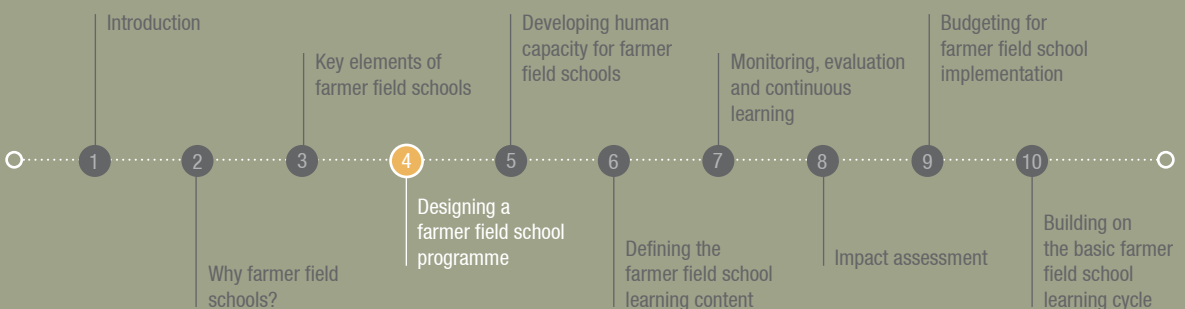 Introduction
1
Why farmer field
schools?
2
Key elements of
farmer field schools
3
4
Designing a
farmer field school
programme
Developing human
capacity for farmer
field schools
5
6
Defining the
farmer field school
learning content
Monitoring, evaluation
and continuous
learning
7
8
Impact assessment
Budgeting for
farmer field school
implementation
9
10
Building on
the basic farmer
field school
learning cycle